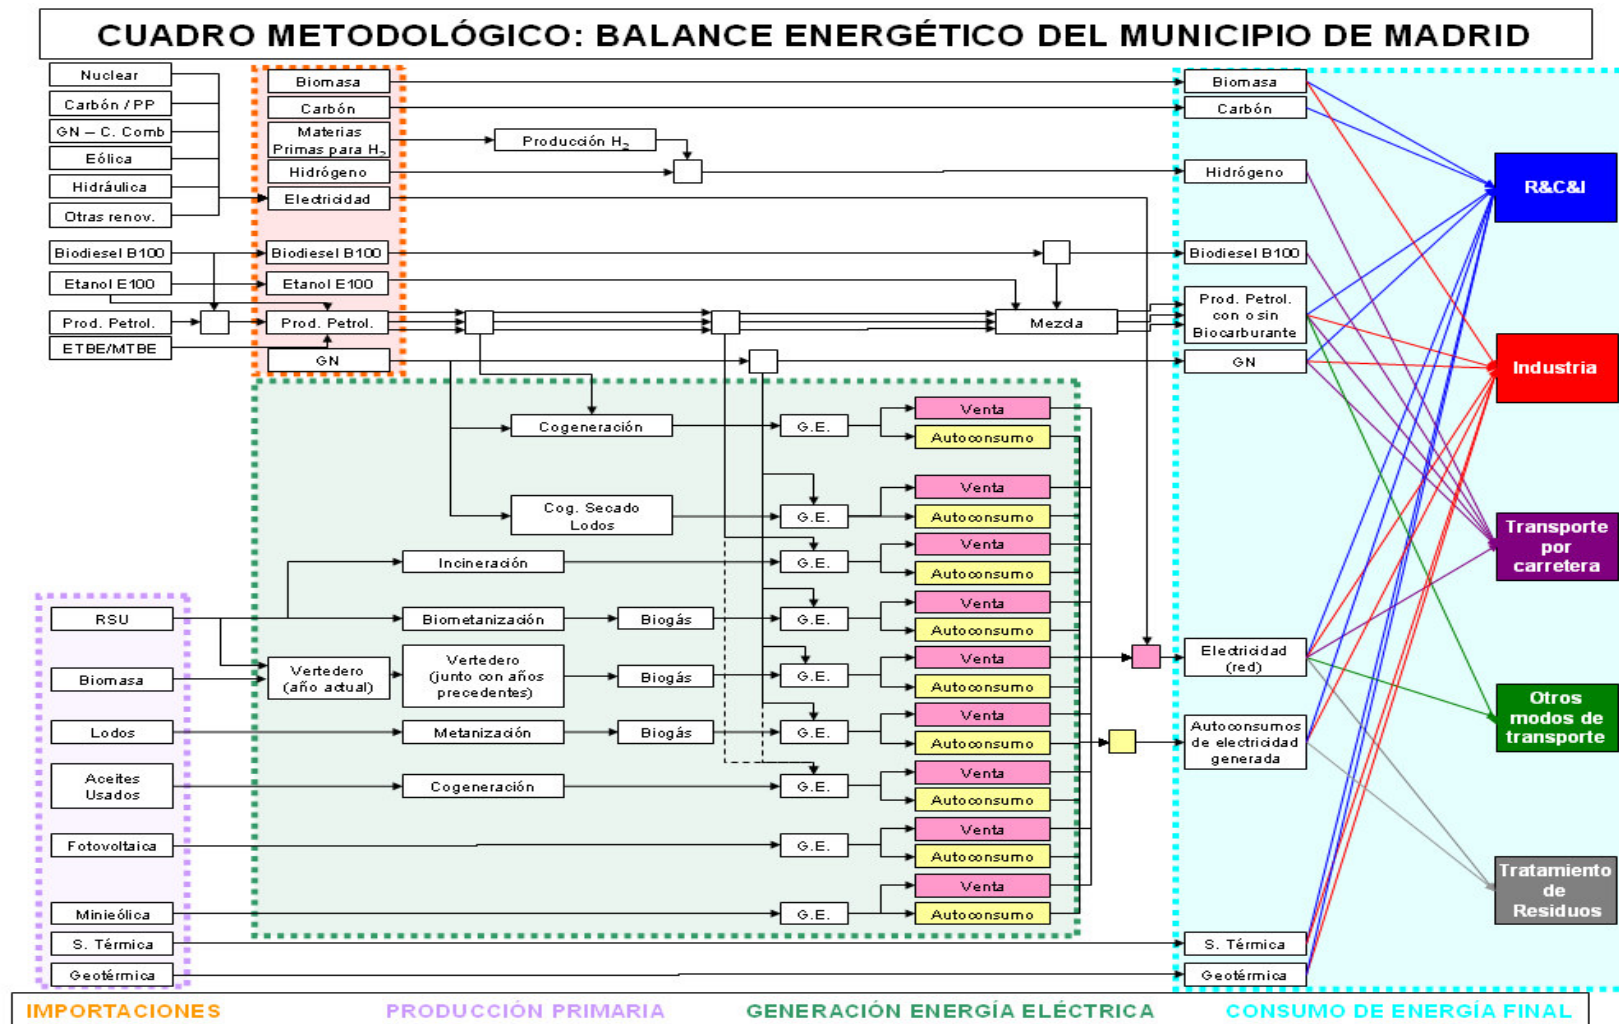 CUADRO METODOLÓGICO: BALANCE ENERGÉTICO DEL MUNICIPIO DE MADRID
Nuclear
Carbón / PP
GN – C. Comb
Eólica
Hidráulica
Otras renov.
Biodiesel B100
Etanol E100
Prod. Petrol.
ETBE/MTBE
Biomasa
Carbón
Materias
Primas para H2
Hidrógeno
Electricidad
Biodiesel B100
Etanol E100
Prod. Petrol.
GN
Producción H2
Mezcla
RSU
Biomasa
Lodos
Aceites
Usados
Fotovoltaica
Minieólica
S. Térmica
Geotérmica
Cogeneración
G.E.
Venta
Autoconsumo
Cog. Secado
Lodos
G.E.
Venta
Autoconsumo
Incineración
G.E.
Venta
Autoconsumo
Biometanización
Biogás
G.E.
Venta
Autoconsumo
Vertedero
(año actual)
Vertedero
(junto con años
precedentes)
Biogás
G.E.
Venta
Autoconsumo
Metanización
Biogás
G.E.
Venta
Autoconsumo
Cogeneración
G.E.
Venta
Autoconsumo
G.E.
Venta
Autoconsumo
G.E.
Venta
Autoconsumo
Biomasa
Carbón
Hidrógeno
Biodiesel B100
Prod. Petrol.
con o sin
Biocarburante
GN
Electricidad
(red)
Autoconsumos
de electricidad
generada
S. Térmica
Geotérmica
R&C&I
Industria
Transporte
por
carretera
Otros
modos de
transporte
Tratamiento
de
Residuos
IMPORTACIONES
PRODUCCIÓN PRIMARIA
GENERACIÓN ENERGÍA ELÉCTRICA
CONSUMO DE ENERGÍA FINAL